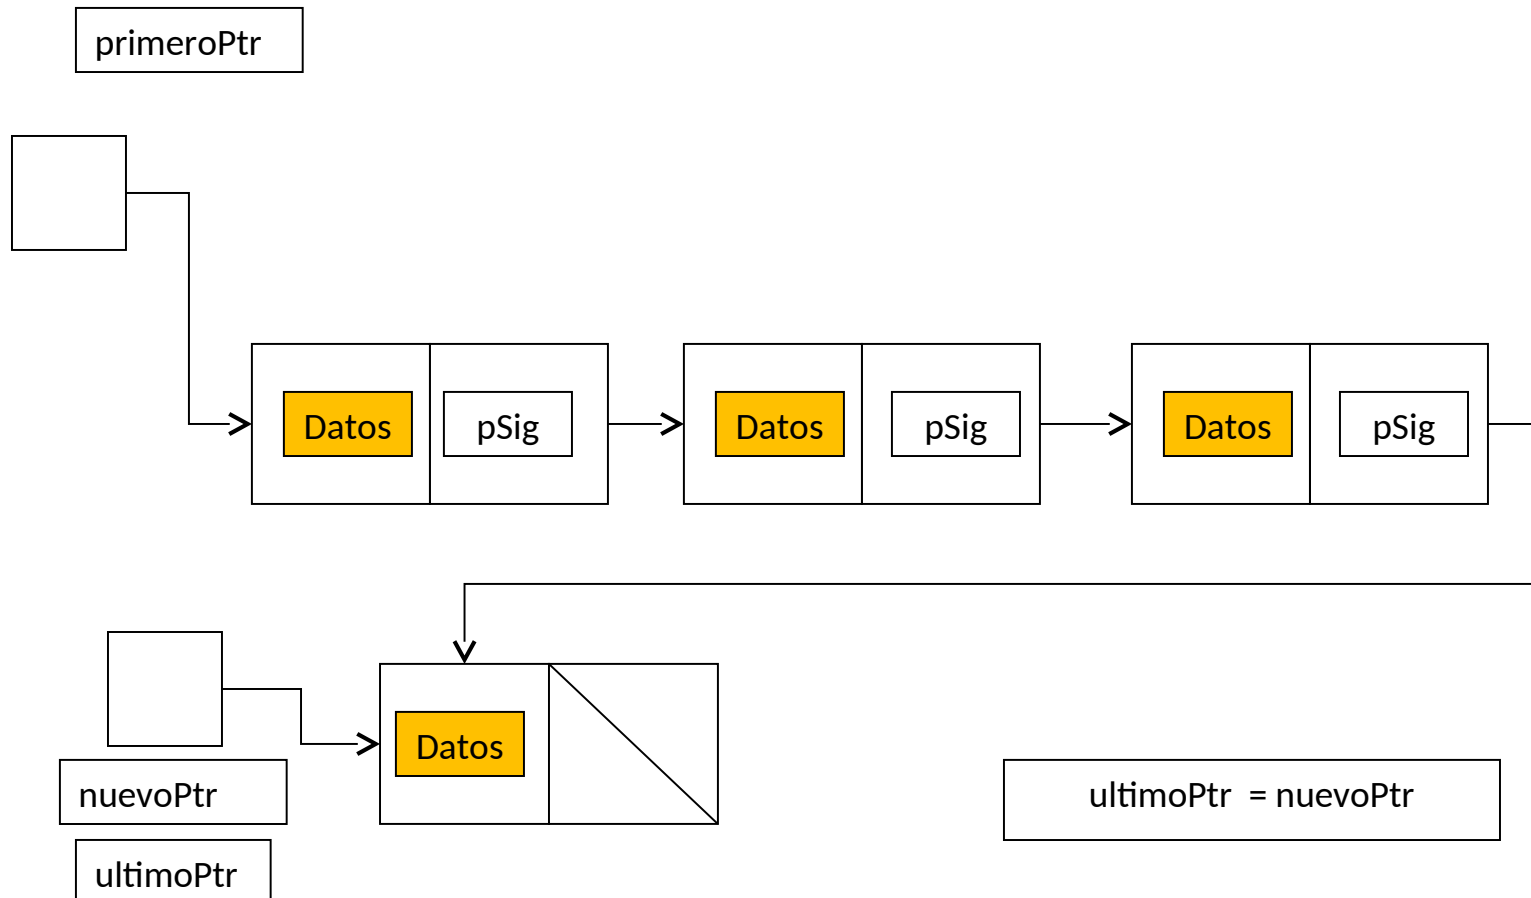 primeroPtr
Datos
pSig
Datos
pSig
Datos
pSig
Datos
nuevoPtr
ultimoPtr = nuevoPtr
ultimoPtr